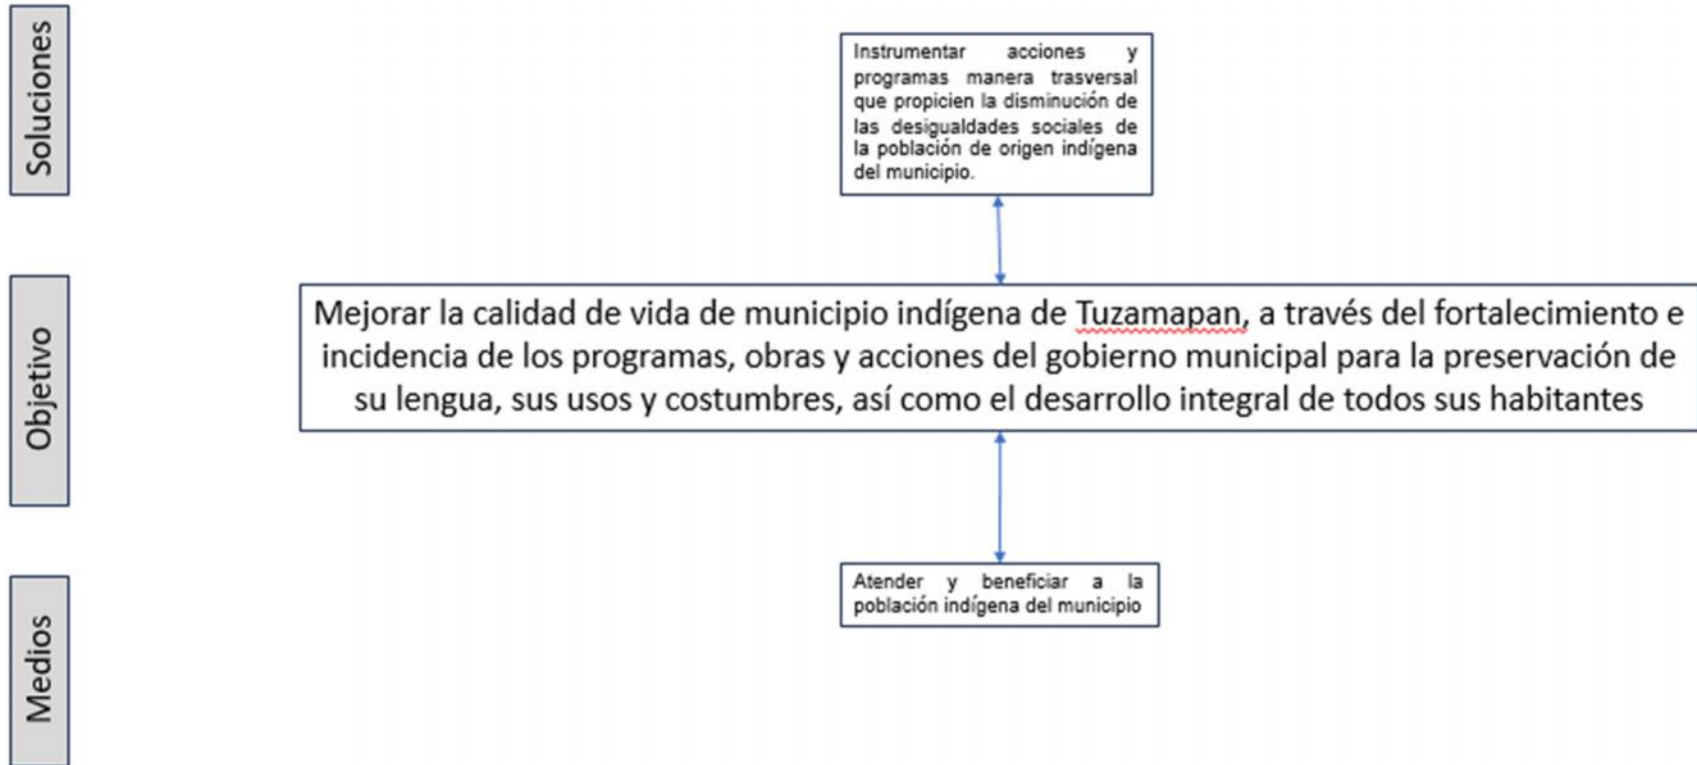 Soluciones
Instrumentar acciones y
programas manera trasversal
que propicien la disminución de
las desigualdades sociales de
la población de origen indígena
del municipio.
Objetivo
Mejorar la calidad de vida de municipio indígena de Tuzamapan, a través del fortalecimiento e
incidencia de los programas, obras y acciones del gobierno municipal para la preservación de
su lengua, sus usos y costumbres, así como el desarrollo integral de todos sus habitantes
Medios
Atender y beneficiar a la
población indígena del municipio